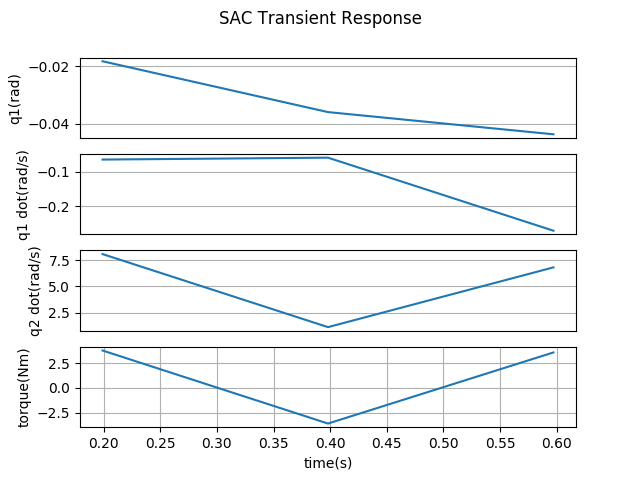 SAC Transient Response
q1(rad)
−0.02
−0.04
q1 dot(rad/s)
−0.1
−0.2
q2 dot(rad/s)
7.5
5.0
2.5
torque(Nm)
2.5
0.0
−2.5
0.20 0.25 0.30 0.35 0.40 0.45 0.50 0.55 0.60
time(s)